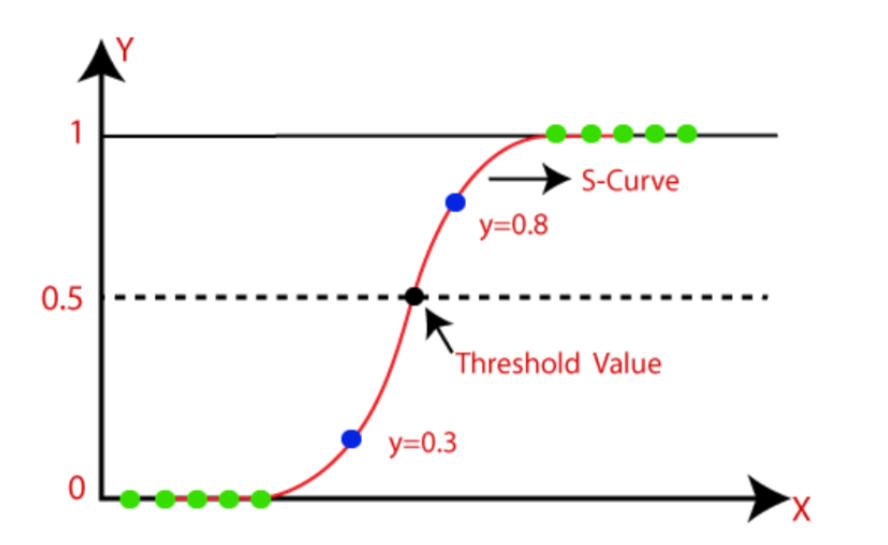 Y
1
S-Curve
y=0.8
0.5
Threshold Value
y=0.3
0
X